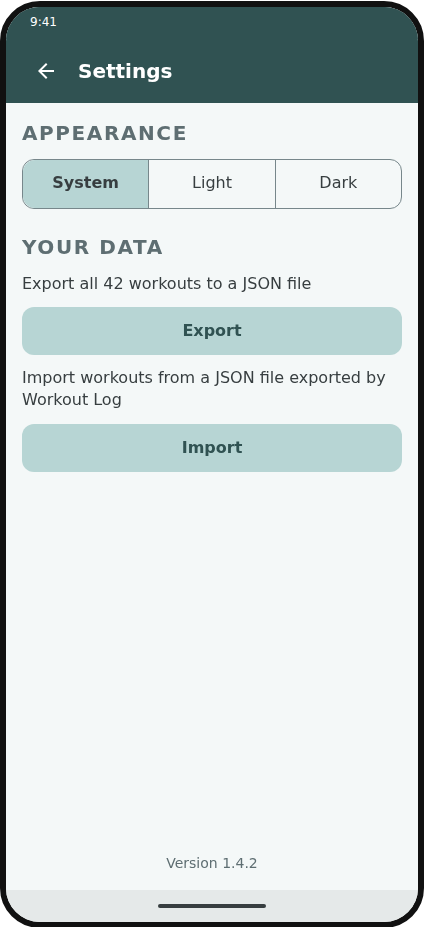 9:41
Settings
APPEARANCE
System Light Dark
YOUR DATA
Export all 42 workouts to a JSON file
Export
Import workouts from a JSON file exported by
Workout Log
Import
Version 1.4.2